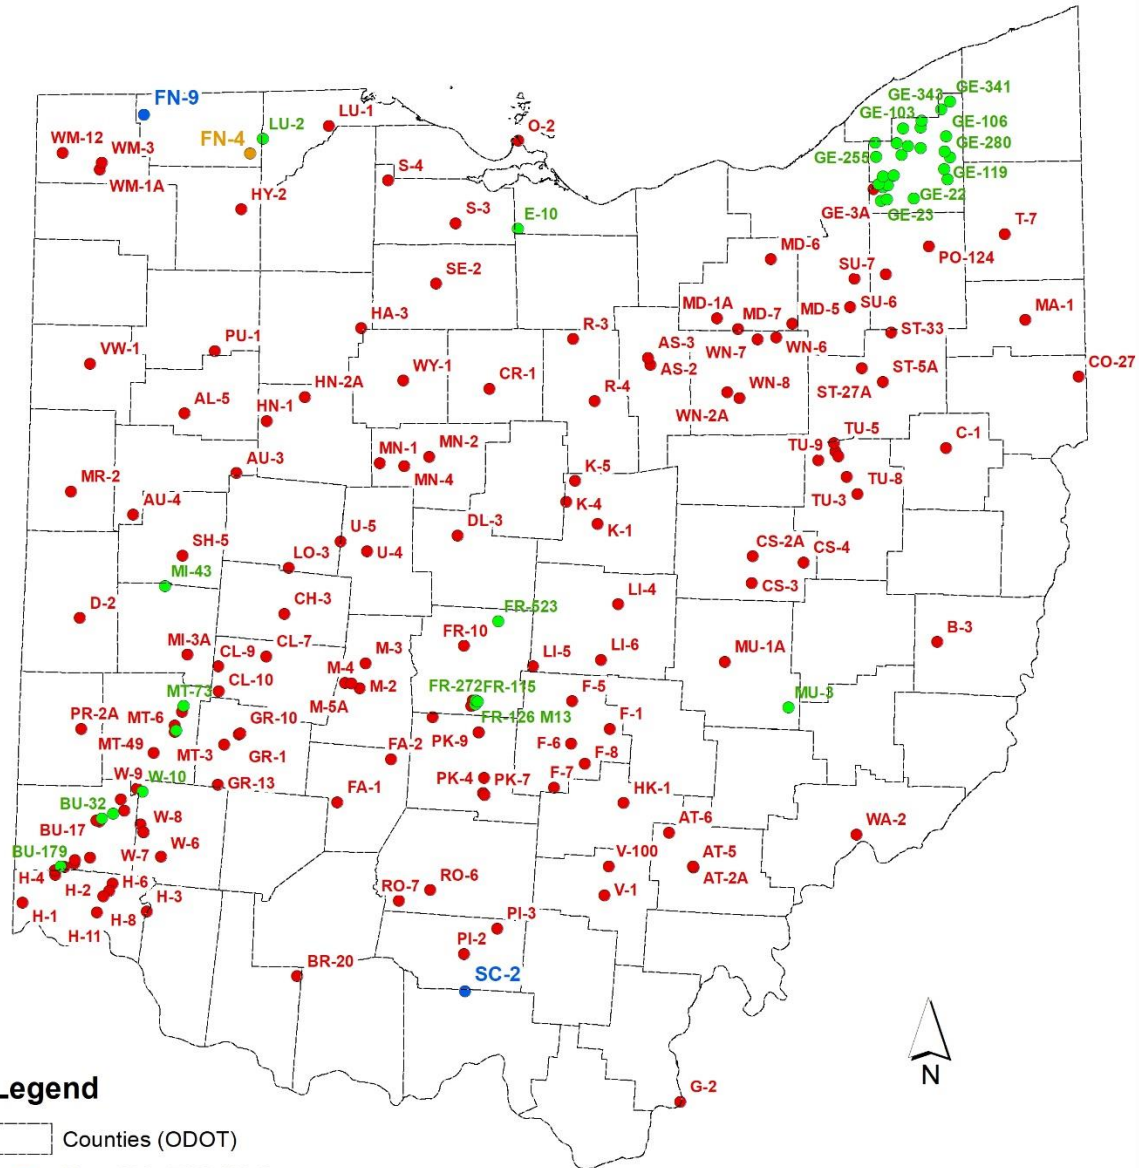 GE-343 GE-341
FN-9
LU-1
GE-103
LU-2
O-2
GE-106
WM-12
FN-4
WM-3
GE-280
GE-255
S-4
GE-119
WM-1A
HY-2
GE-22
S-3
E-10
GE-3A
GE-23
T-7
MD-6
PO-124
SU-7
SE-2
MD-1A
MD-7
MD-5
SU-6
MA-1
HA-3
R-3
ST-33
PU-1
AS-3
WN-7
WN-6
VW-1
AS-2
WY-1
CR-1
ST-5A
CO-27
HN-2A
R-4
WN-8
ST-27A
AL-5
HN-1
WN-2A
TU-5
C-1
MN-2
TU-9
MN-1
AU-3
K-5
MR-2
MN-4
TU-8
AU-4
K-4
TU-3
U-5
DL-3
K-1
SH-5
LO-3
U-4
CS-2A
CS-4
MI-43
CS-3
LI-4
CH-3
D-2
FR-523
B-3
FR-10
MI-3A
CL-7
M-3
MU-1A
CL-9
LI-5
LI-6
M-4
CL-10
FR-272 FR-115
F-5
MT-73
M-2
M-5A
MU-3
PR-2A
MT-6
GR-10
FR-126 M13
F-1
MT-49
FA-2
PK-9
F-6
MT-3
GR-1
F-8
W-9
W-10
GR-13
FA-1
PK-4
PK-7
F-7
HK-1
BU-32
W-8
AT-6
WA-2
BU-17
W-6
BU-179
W-7
V-100
AT-5
H-4
H-6
RO-6
AT-2A
H-2
RO-7
H-3
V-1
H-1
H-8
H-11
PI-3
PI-2
BR-20
SC-2
N
Legend
G-2
Counties (ODOT)